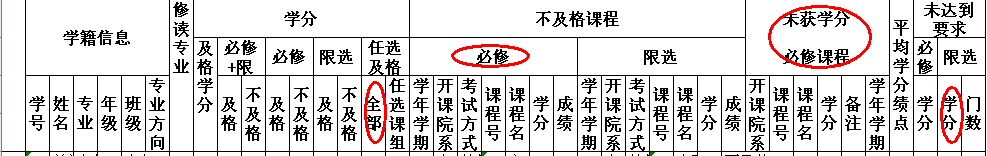 学籍信息
修读专业
学分
不及格课程
未获学分
必修课程
平均学分绩点
未达到
要求
及格学分
必修
+限
必修
限选
任选
及
必修
限选
必修
限选
学号
姓名
专业
年级
班级
专业方向
及格
不及格
及格
不及格
及格
不及格
全部
任选课组
学年学期
开课院系
考试方式
课程号
课程名
学分
成绩
学年学期
开课院系
考试方式
课程号
课程名
学分
成绩
开课院系
课程号
课程名
学分
备注
学年学期
学分
学分
门数